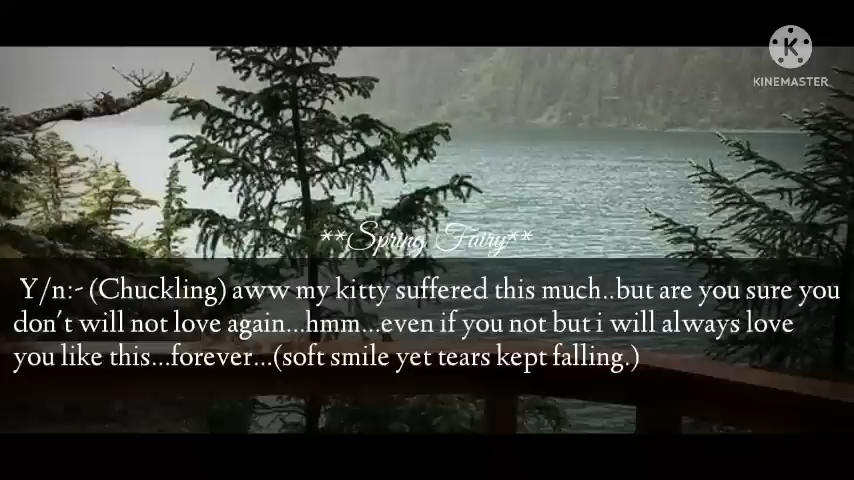 KINEMASTER
**Spring Fairy**
Y/n:- (Chuckling) aww my kitty suffered this much..but are you sure you
don't will not love again...hmm...even if you not but i will always love
you like this...forever...(soft smile yet tears kept falling.)